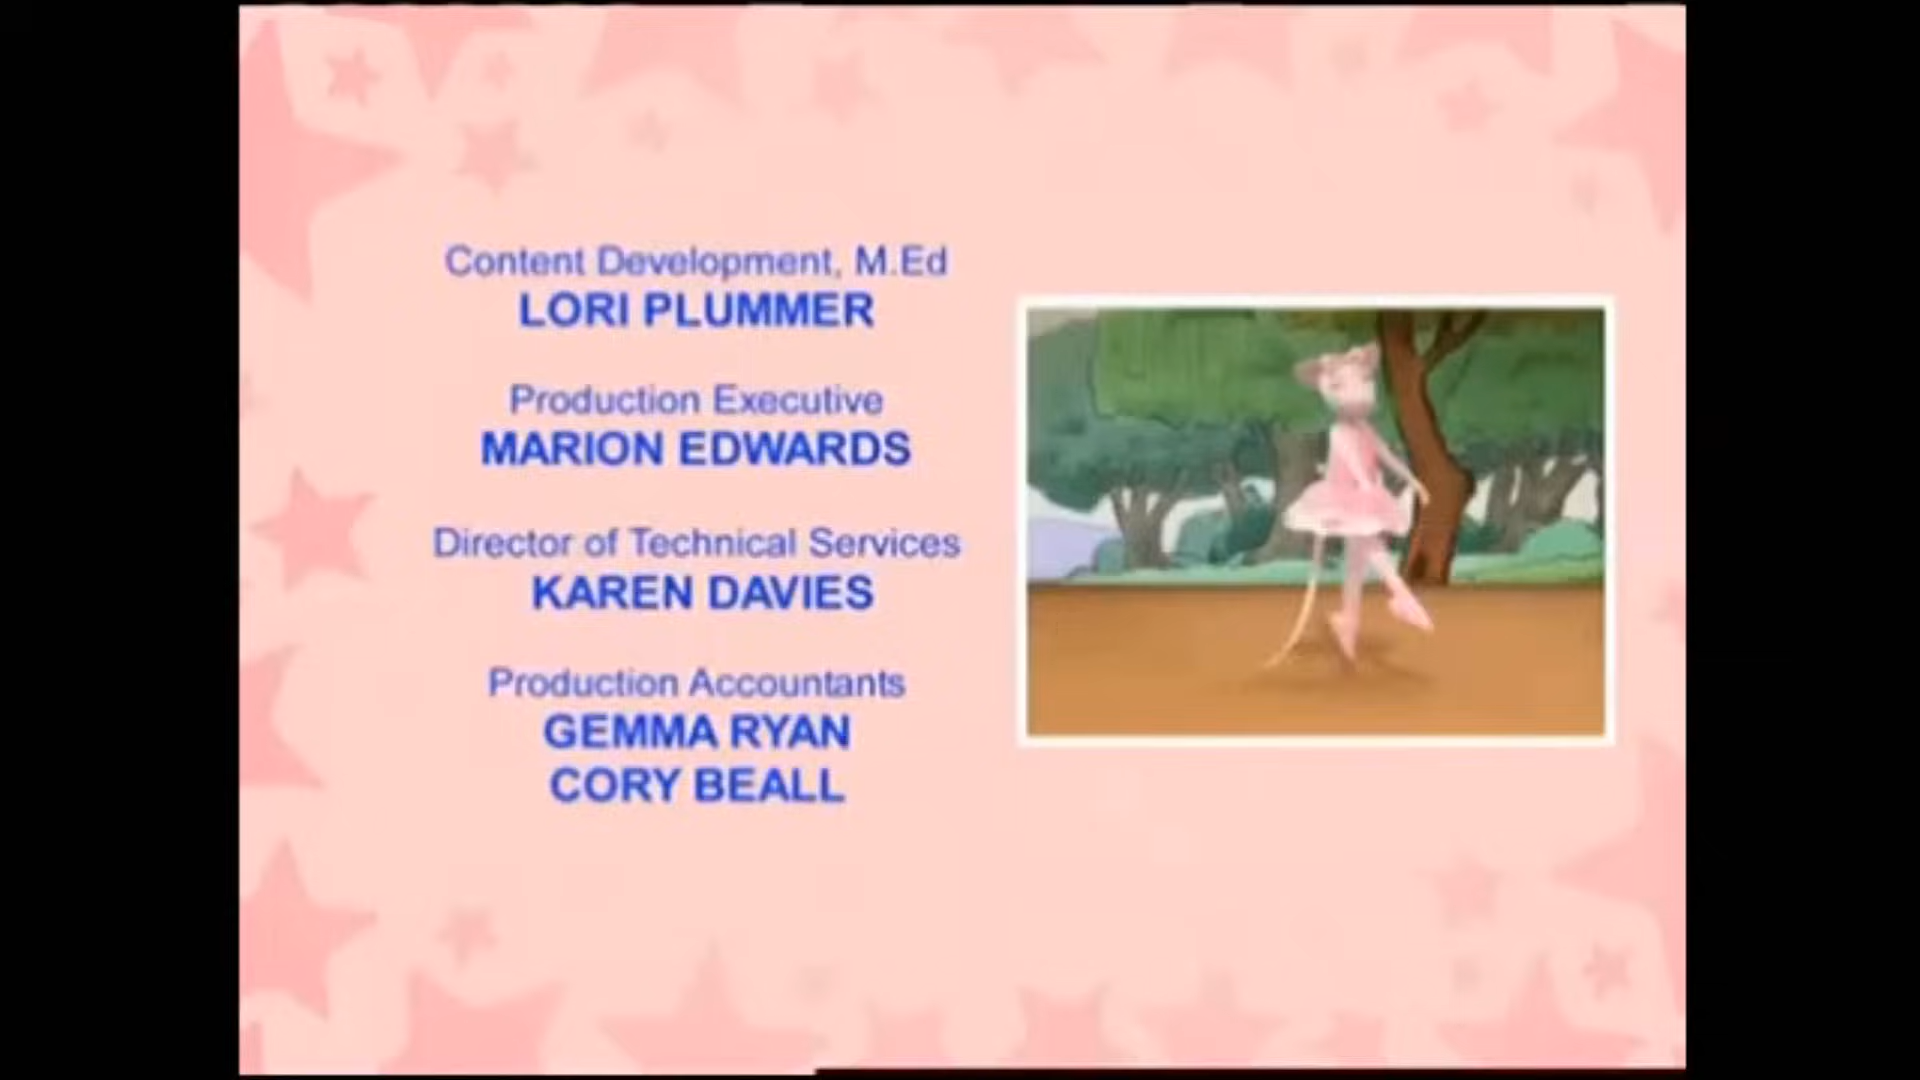 Content Development, M.Ed
LORI PLUMMER
Production Executive
MARION EDWARDS
Director of Technical Services
KAREN DAVIES
Production Accountants
GEMMA RYAN
CORY BEALL